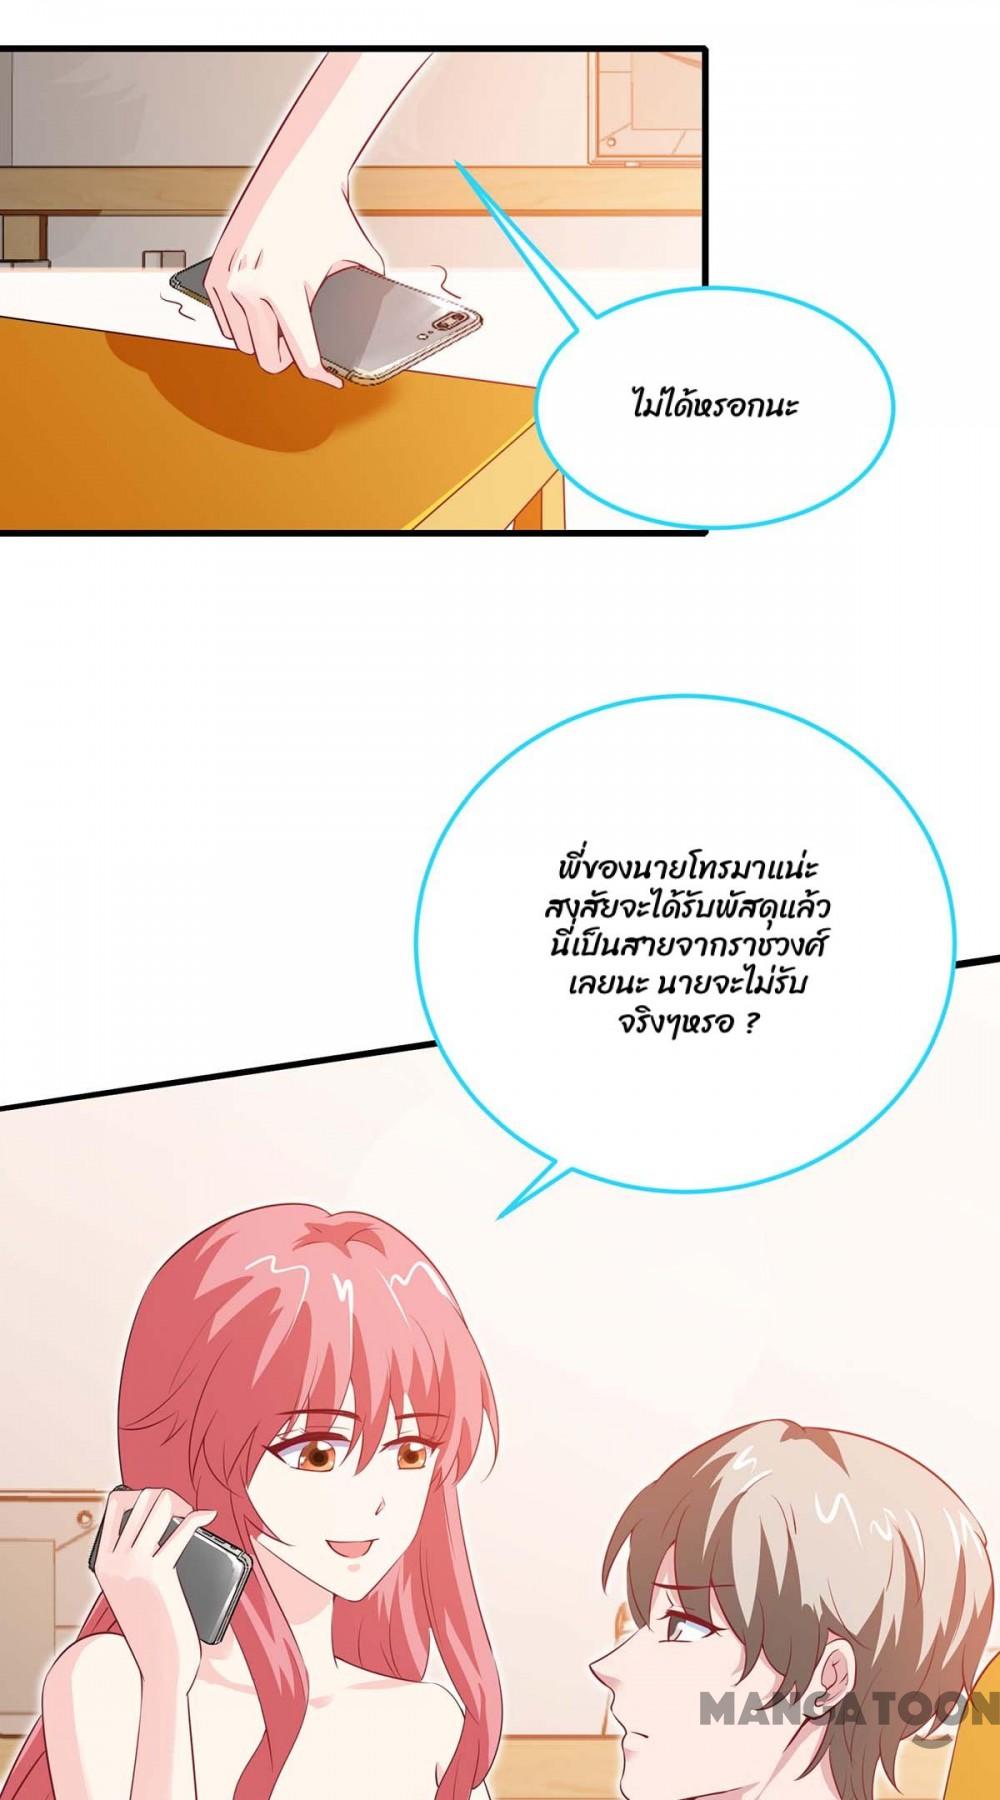 ไม่ได้หรอกนะ
พี่ของนายโทรมาแน่ะ
สงสัยจะได้รับพัสดุแล้ว
นี่เป็นสายจากราชวงศ์
เลยนะ นายจะไม่รับ
จริงๆหรอ ?
MANGATOON